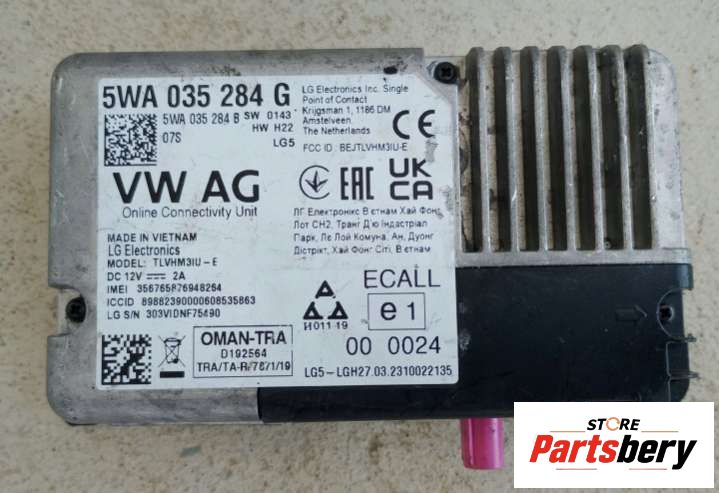 5WA 035 284 G
5WA 035 284 B SW 0143
HW H22
07S
LG5
LG Electronics Inc. Single
Point of Contact
Krijgsman 1, 1186 DM
Amstelveen,
The Netherlands
CE
FCC ID : BEJTLVHM3IU-E
VW AG
Online Connectivity Unit
EAC
UK
CA
MADE IN VIETNAM
LG Electronics
MODEL: TLVHM3IU - E
DC 12V 2A
IMEI 356765876948264
ICCID 89882390000608535863
LG S/N 303VIDNF75490
ЛГ Електронікс В'єтнам Хай Фонг
Лот СН2, Транг Д'ю Індастріал
Парк, Ле Лой Комуна, Ан, Дуонг
Дістрікт, Хай Фонг Сіті, В'єтнам
И011-19
ECALL
e1
00 0024
OMAN-TRA
D192564
TRA/TA-R/7871/19
LG5-LGH27.03.2310022135
STORE
Partsbery